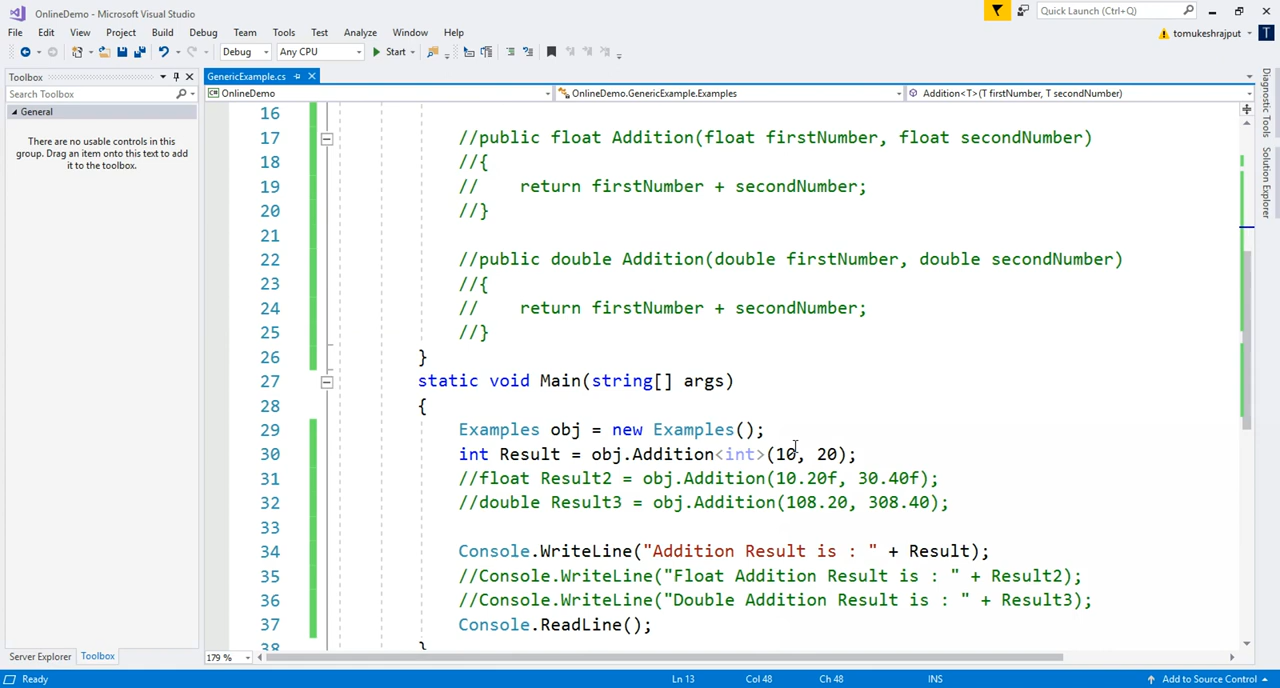 OnlineDemo - Microsoft Visual Studio
Quick Launch (Ctrl+Q)
File Edit View Project Build Debug Team Tools Test Analyze Window Help
tomukeshrajput T
Debug Any CPU Start
Toolbox
GenericExample.cs
Search Toolbox
OnlineDemo OnlineDemo.GenericExample.Examples Addition<T>(T firstNumber, T secondNumber)
General
There are no usable controls in this
group. Drag an item onto this text to add
it to the toolbox.
16
17 //public float Addition(float firstNumber, float secondNumber)
18 //{
19 //    return firstNumber + secondNumber;
20 //}
21
22 //public double Addition(double firstNumber, double secondNumber)
23 //{
24 //    return firstNumber + secondNumber;
25 //}
26 }
27 static void Main(string[] args)
28 {
29 Examples obj = new Examples();
30 int Result = obj.Addition<int>(10, 20);
31 //float Result2 = obj.Addition(10.20f, 30.40f);
32 //double Result3 = obj.Addition(108.20, 308.40);
33
34 Console.WriteLine("Addition Result is : " + Result);
35 //Console.WriteLine("Float Addition Result is : " + Result2);
36 //Console.WriteLine("Double Addition Result is : " + Result3);
37 Console.ReadLine();
38 }
Diagnostic Tools
Solution Explorer
Server Explorer Toolbox
179 %
Ready Ln 13 Col 48 Ch 48 INS Add to Source Control